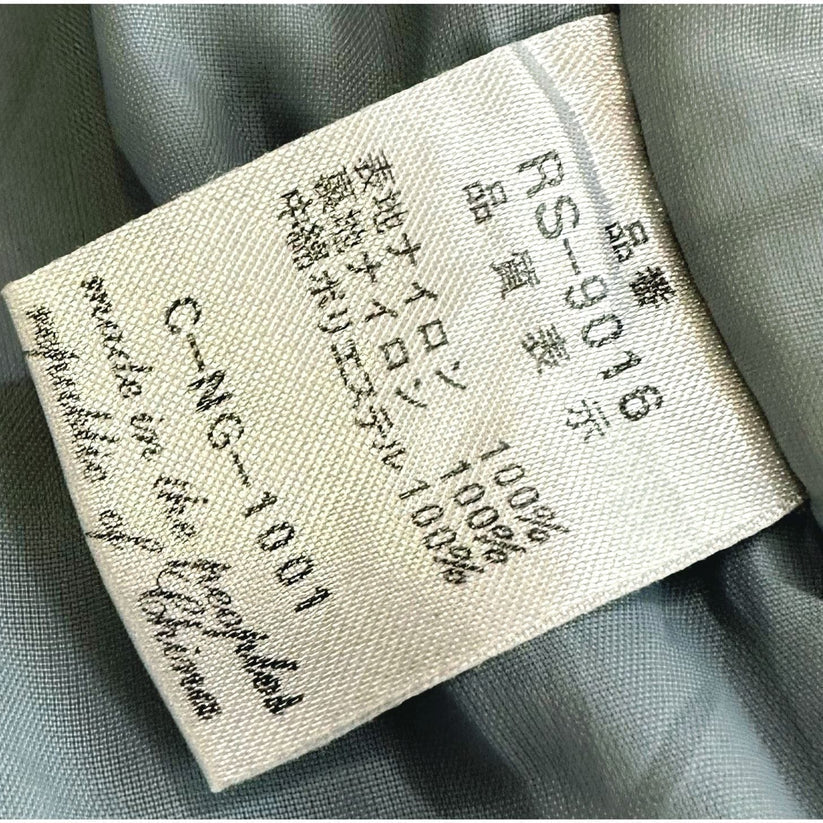 品番
RS-9016
品質表示
表地ナイロン 100%
裏地ナイロン 100%
中綿ポリエステル 100%
C-NG-1001
made in the peoples
republic of China